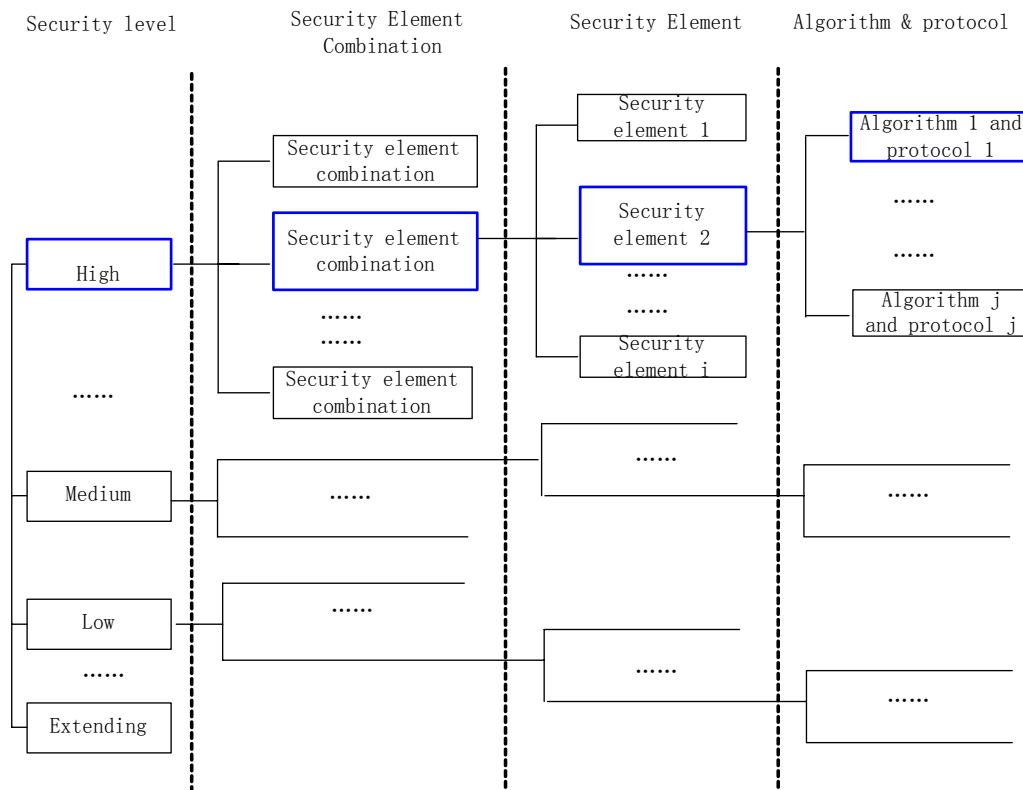 Security level
Security Element
Combination
Security Element
Algorithm & protocol
High
……
Medium
Low
……
Extending
Security element
combination
Security element
combination
……
……
Security element
combination
……
……
Security
element 1
Security
element 2
……
……
Security
element i
……
……
Algorithm 1 and
protocol 1
……
……
Algorithm j
and protocol j
……
……